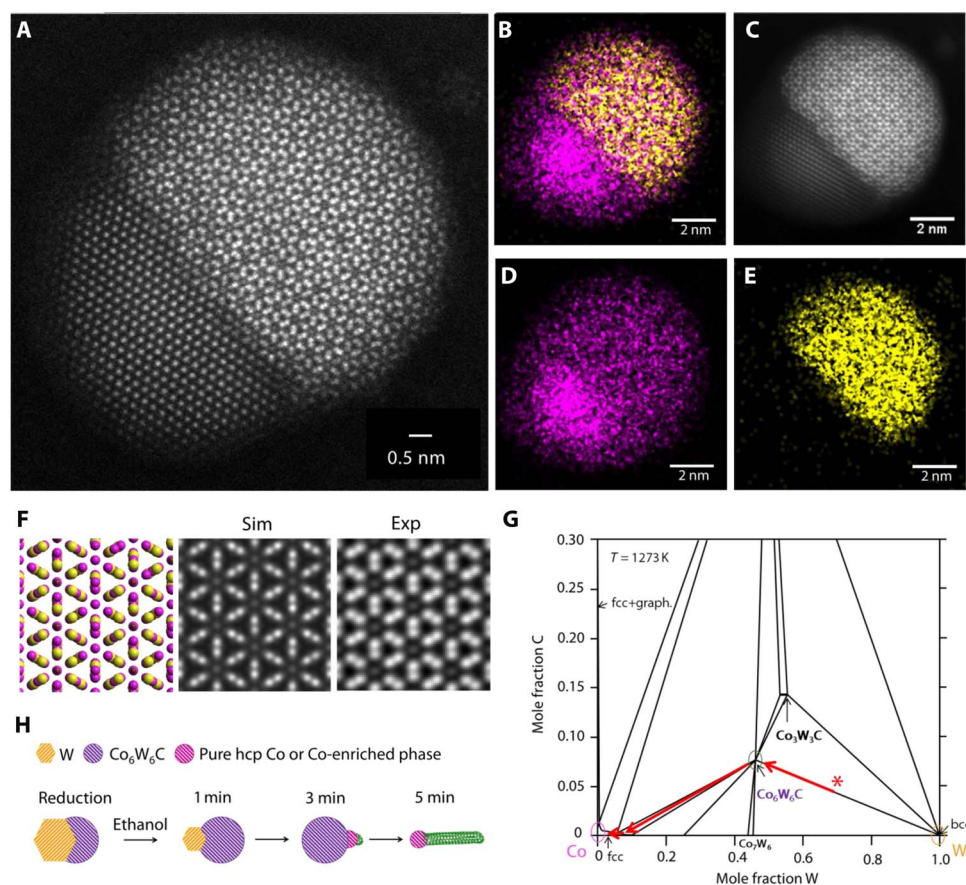 A
0.5 nm
B
2 nm
C
2 nm
D
2 nm
E
2 nm
F
Sim
Exp
G
0.30
0.25
0.20
0.15
0.10
0.05
0
Mole fraction C
T = 1273 K
fcc+graph.
Co3W3C
Co6W6C
*
Co7W6
bcc
Co
fcc
W
0
0.2
0.4
0.6
0.8
1.0
Mole fraction W
H
W
Co6W6C
Pure hcp Co or Co-enriched phase
Reduction
Ethanol
1 min
3 min
5 min